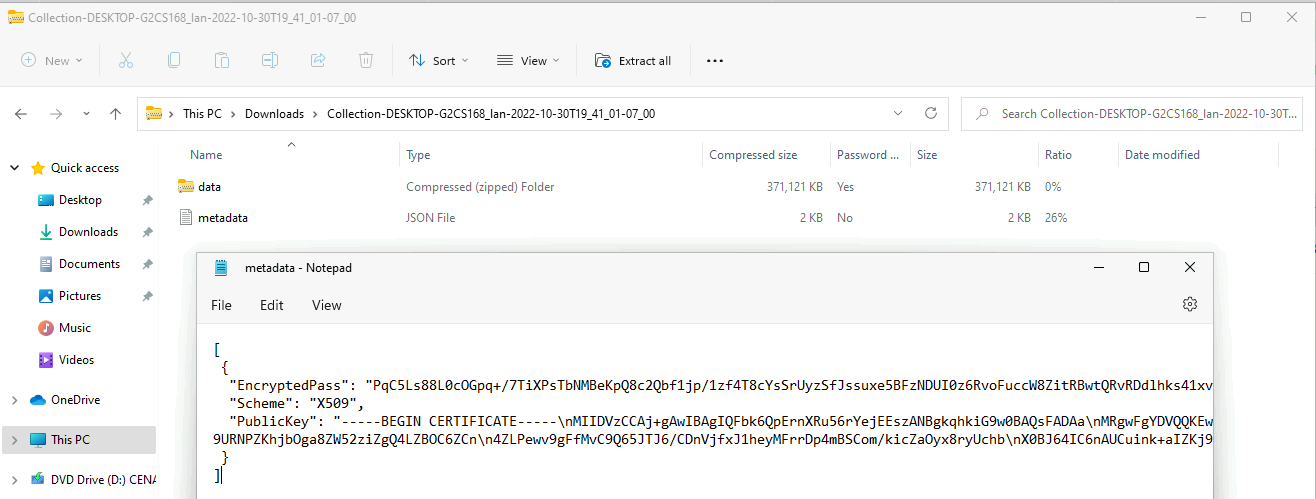 Collection-DESKTOP-G2CS168_lan-2022-10-30T19_41_01-07_00
New Sort View Extract all
This PC Downloads Collection-DESKTOP-G2CS168_lan-2022-10-30T19_41_01-07_00 Search Collection-DESKTOP-G2CS168_lan-2022-10-30T...
Name Type Compressed size Password ... Size Ratio Date modified
Quick access
data Compressed (zipped) Folder 371,121 KB Yes 371,121 KB 0%
Desktop
metadata JSON File 2 KB No 2 KB 26%
Downloads
Documents
Pictures
Music
Videos
OneDrive
This PC
DVD Drive (D:) CENA
metadata - Notepad
File Edit View
[
{
"EncryptedPass": "PqC5Ls88L0cOGpq+/7TiXPsTbNMBeKpQ8c2Qbf1jp/1zf4T8cYsSrUyzSfJssuxe5BFzNDUI0z6RvoFuccW8ZitRBwtQRvRDdlhks41xv
"Scheme": "X509",
"PublicKey": "-----BEGIN CERTIFICATE-----\nMIIDVzCCAj+gAwIBAgIQFbk6QpErnXRu56rYejEEszANBgkqhkiG9w0BAQsFADAa\nMRgwFgYDVQQKEw
9URNPZKhjbOga8ZW52ziZgQ4LZBOC6ZCn\n4ZLPewv9gFfMvC9Q65JTJ6/CDnVjfxJ1heyMFrrDp4mBSCom/kicZaOyx8ryUchb\nX0BJ64IC6nAUCuink+aIZKj9
}
]